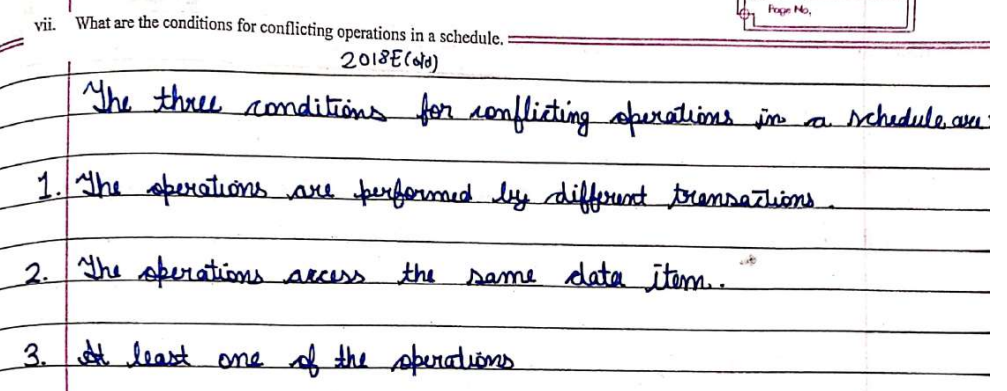 Page No.
vii. What are the conditions for conflicting operations in a schedule.
2018E(old)
The three conditions for conflicting operations in a schedule are:
1. The operations are performed by different transactions.
2. The operations access the same data item.
3. At least one of the operations